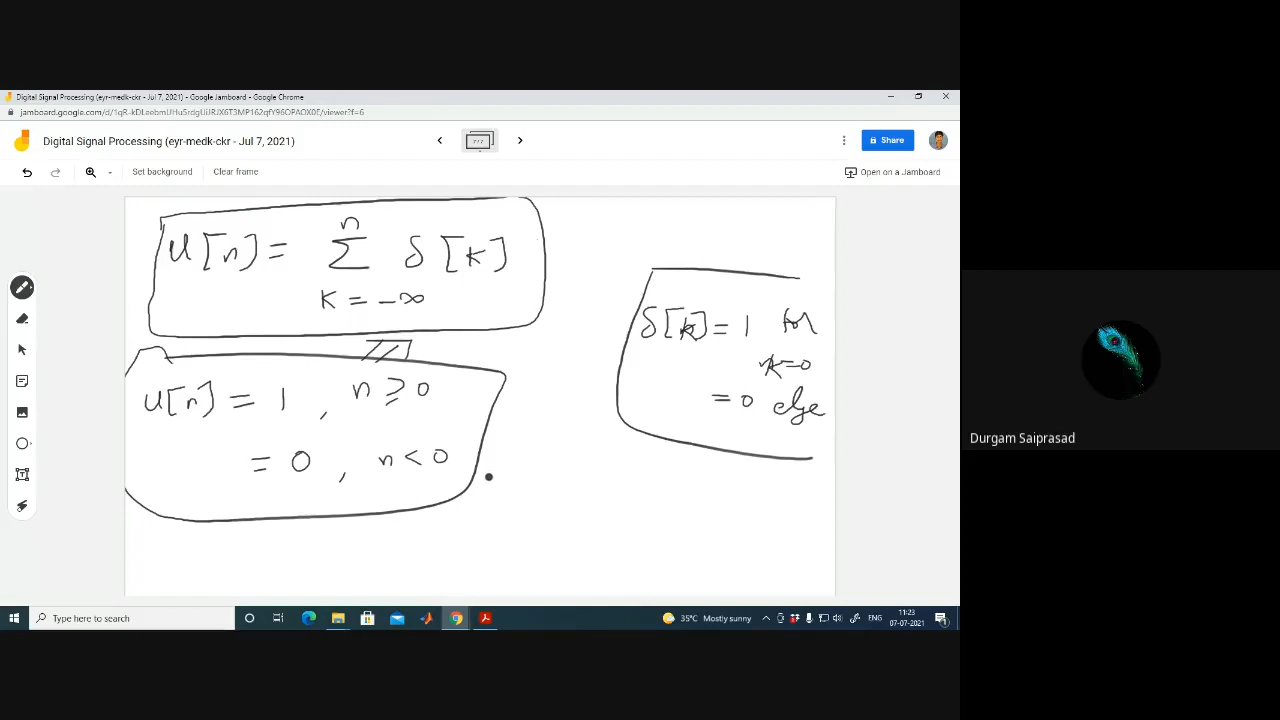 Digital Signal Processing (eyr-medk-ckr - Jul 7, 2021) - Google Jamboard - Google Chrome
Digital Signal Processing (eyr-medk-ckr - Jul 7, 2021)
Share
Set background
Clear frame
Open on a Jamboard
u[n] = Σ δ[k]
n
k = -∞
δ[k] = 1 for
k=0
= 0 else
u[n] = 1 , n ≥ 0
= 0 , n < 0
Durgam Saiprasad
Type here to search
35°C Mostly sunny
ENG
11:23
07-07-2021